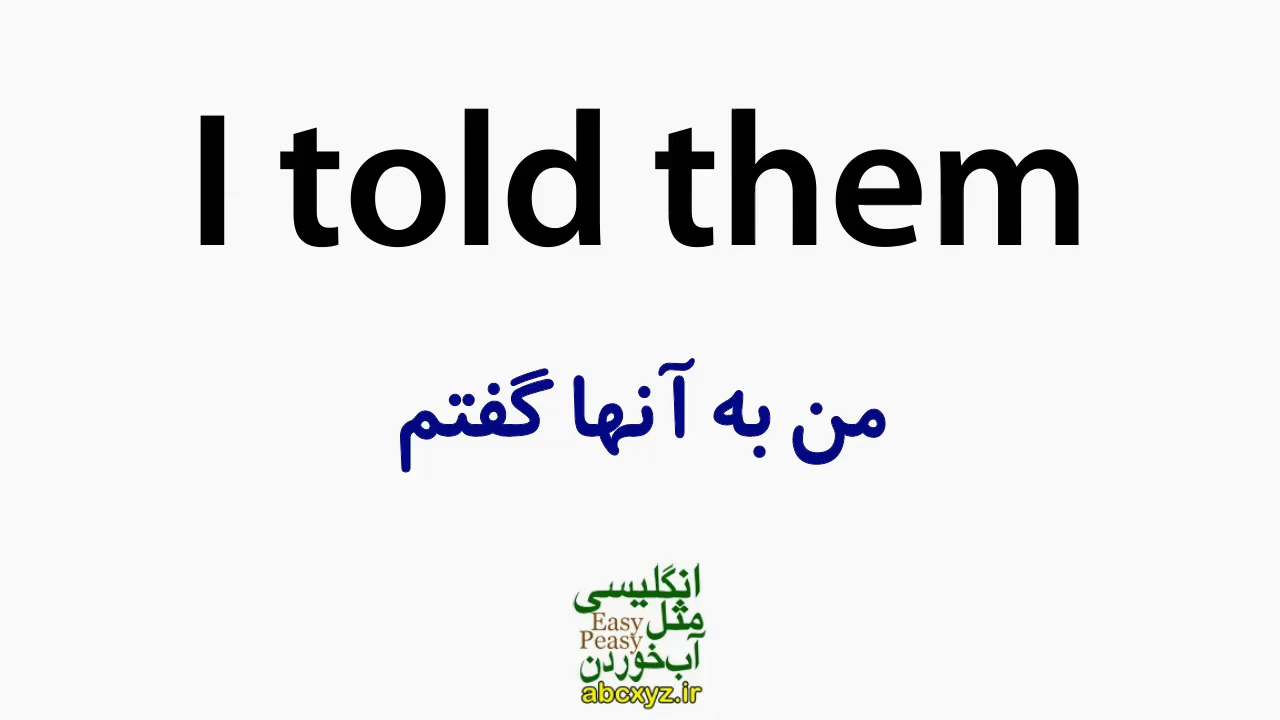 I told them
من به آنها گفتم
انگلیسی
مثل
Easy
Peasy
آب‌خوردن
abcxyz.ir